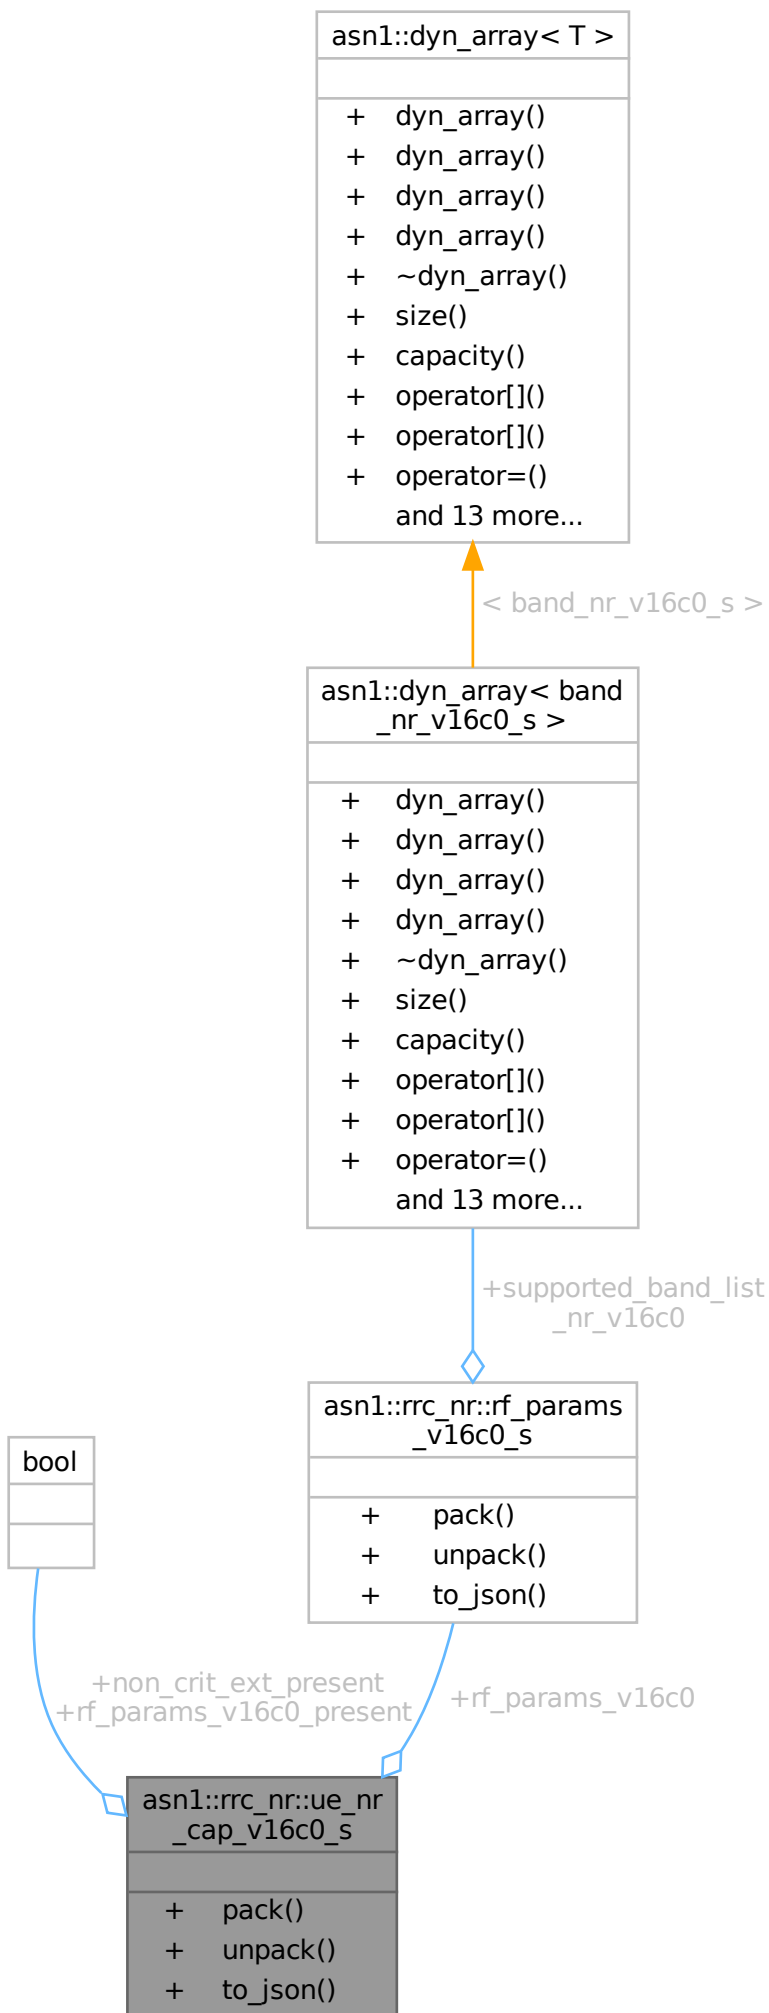 asn1::dyn_array< T >
+ dyn_array()
+ dyn_array()
+ dyn_array()
+ dyn_array()
+ ~dyn_array()
+ size()
+ capacity()
+ operator[]()
+ operator[]()
+ operator=()
and 13 more...
< band_nr_v16c0_s >
asn1::dyn_array< band
_nr_v16c0_s >
+ dyn_array()
+ dyn_array()
+ dyn_array()
+ dyn_array()
+ ~dyn_array()
+ size()
+ capacity()
+ operator[]()
+ operator[]()
+ operator=()
and 13 more...
+supported_band_list
_nr_v16c0
asn1::rrc_nr::rf_params
_v16c0_s
+ pack()
+ unpack()
+ to_json()
bool
+non_crit_ext_present
+rf_params_v16c0_present
+rf_params_v16c0
asn1::rrc_nr::ue_nr
_cap_v16c0_s
+ pack()
+ unpack()
+ to_json()